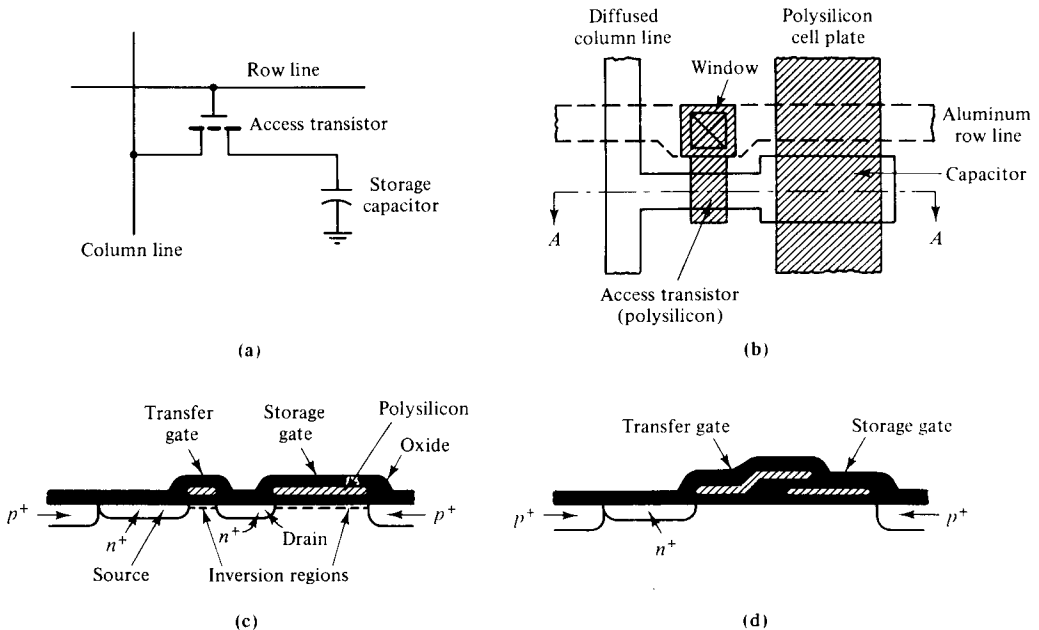 Row line
Access transistor
Storage
capacitor
Column line
(a)
Diffused
column line
Polysilicon
cell plate
Window
Aluminum
row line
Capacitor
A
A
Access transistor
(polysilicon)
(b)
Transfer
gate
Storage
gate
Polysilicon
Oxide
p+
n+
n+
Drain
p+
Source
Inversion regions
(c)
Transfer gate
Storage gate
p+
p+
n+
(d)